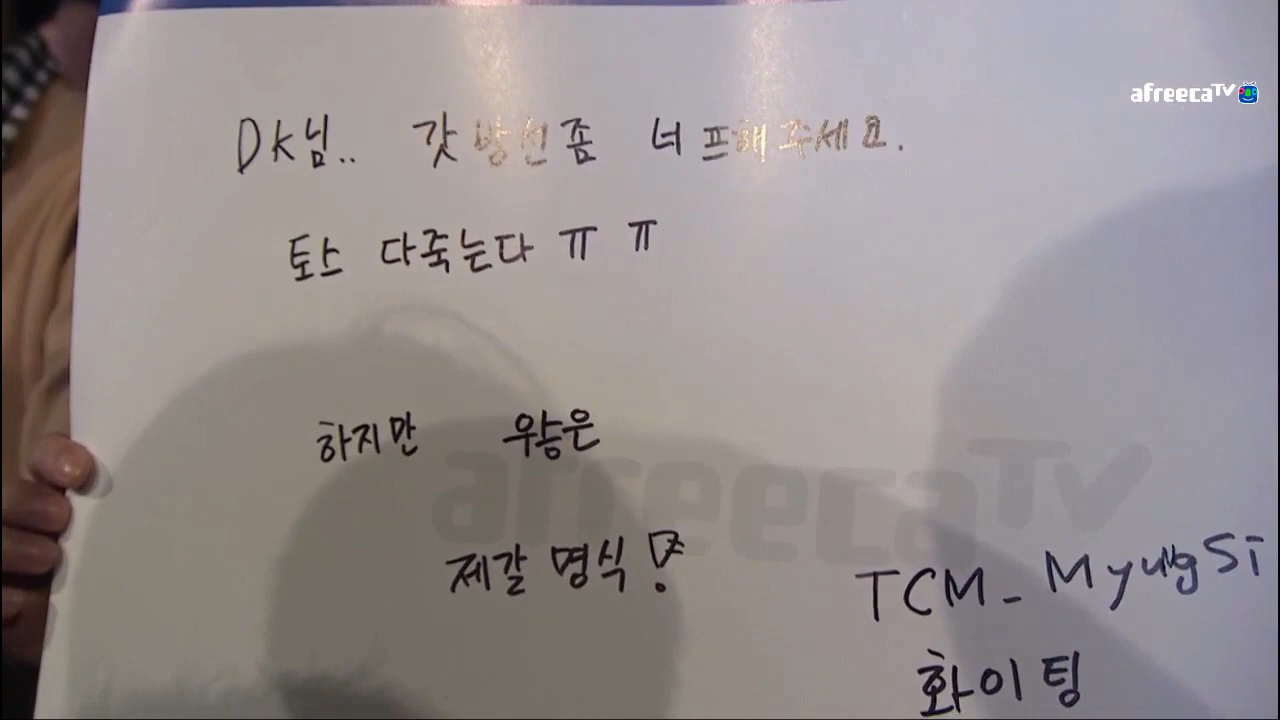 afreecaTV
DK님.. 갓방선좀 너프해주세요.
토스 다죽는다 ㅠㅠ
하지만 우승은
afreecaTV
제갈명식!
TCM_MyungSi
화이팅